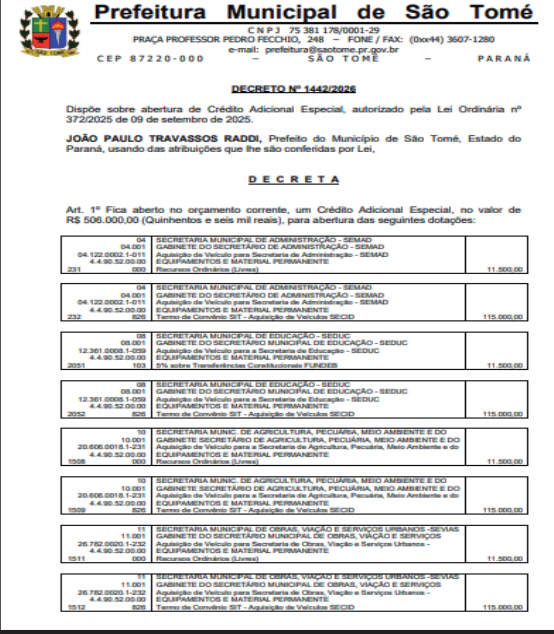 Prefeitura Municipal de São Tomé
CNPJ 75 381 178/0001-29
PRAÇA PROFESSOR PEDRO FECCHIO, 248 – FONE / FAX: (0xx44) 3607-1280
e-mail: prefeitura@saotome.pr.gov.br
CEP 87220-000 – SÃO TOMÉ – PARANÁ
DECRETO Nº 1442/2026
Dispõe sobre abertura de Crédito Adicional Especial, autorizado pela Lei Ordinária nº
372/2025 de 09 de setembro de 2025.
JOÃO PAULO TRAVASSOS RADDI, Prefeito do Município de São Tomé, Estado do
Paraná, usando das atribuições que lhe são conferidas por Lei,
D E C R E T A
Art. 1º Fica aberto no orçamento corrente, um Crédito Adicional Especial, no valor de
R$ 506.000,00 (Quinhentos e seis mil reais), para abertura das seguintes dotações:
04 SECRETARIA MUNICIPAL DE ADMINISTRAÇÃO - SEMAD
04.001 GABINETE DO SECRETÁRIO DE ADMINISTRAÇÃO - SEMAD
04.122.0002.1-011 Aquisição de Veículo para Secretaria de Administração - SEMAD
4.4.90.52.00.00 EQUIPAMENTOS E MATERIAL PERMANENTE
231 000 Recursos Ordinários (Livres) 11.500,00
04 SECRETARIA MUNICIPAL DE ADMINISTRAÇÃO - SEMAD
04.001 GABINETE DO SECRETÁRIO DE ADMINISTRAÇÃO - SEMAD
04.122.0002.1-011 Aquisição de Veículo para Secretaria de Administração - SEMAD
4.4.90.52.00.00 EQUIPAMENTOS E MATERIAL PERMANENTE
232 826 Termo de Convênio SIT - Aquisição de Veículos SECID 115.000,00
08 SECRETARIA MUNICIPAL DE EDUCAÇÃO - SEDUC
08.001 GABINETE DO SECRETÁRIO MUNICIPAL DE EDUCAÇÃO - SEDUC
12.361.0008.1-059 Aquisição de Veículo para a Secretaria de Educação - SEDUC
4.4.90.52.00.00 EQUIPAMENTOS E MATERIAL PERMANENTE
2051 103 5% sobre Transferências Constitucionais FUNDEB 11.500,00
08 SECRETARIA MUNICIPAL DE EDUCAÇÃO - SEDUC
08.001 GABINETE DO SECRETÁRIO MUNICIPAL DE EDUCAÇÃO - SEDUC
12.361.0008.1-059 Aquisição de Veículo para a Secretaria de Educação - SEDUC
4.4.90.52.00.00 EQUIPAMENTOS E MATERIAL PERMANENTE
2052 826 Termo de Convênio SIT - Aquisição de Veículos SECID 115.000,00
10 SECRETARIA MUNIC. DE AGRICULTURA, PECUÁRIA, MEIO AMBIENTE E DO
10.001 GABINETE SECRETÁRIO DE AGRICULTURA, PECUÁRIA, MEIO AMBIENTE E DO
20.606.0018.1-231 Aquisição de Veículo para a Secretaria de Agricultura, Pecuária, Meio Ambiente e do
4.4.90.52.00.00 EQUIPAMENTOS E MATERIAL PERMANENTE
1508 000 Recursos Ordinários (Livres) 11.500,00
10 SECRETARIA MUNIC. DE AGRICULTURA, PECUÁRIA, MEIO AMBIENTE E DO
10.001 GABINETE SECRETÁRIO DE AGRICULTURA, PECUÁRIA, MEIO AMBIENTE E DO
20.606.0018.1-231 Aquisição de Veículo para a Secretaria de Agricultura, Pecuária, Meio Ambiente e do
4.4.90.52.00.00 EQUIPAMENTOS E MATERIAL PERMANENTE
1509 826 Termo de Convênio SIT - Aquisição de Veículos SECID 115.000,00
11 SECRETARIA MUNICIPAL DE OBRAS, VIAÇÃO E SERVIÇOS URBANOS -SEVIAS
11.001 GABINETE DO SECRETÁRIO MUNICIPAL DE OBRAS, VIAÇÃO E SERVIÇOS
26.782.0020.1-232 Aquisição de Veículo para Secretaria de Obras, Viação e Serviços Urbanos -
4.4.90.52.00.00 EQUIPAMENTOS E MATERIAL PERMANENTE
1511 000 Recursos Ordinários (Livres) 11.500,00
11 SECRETARIA MUNICIPAL DE OBRAS, VIAÇÃO E SERVIÇOS URBANOS -SEVIAS
11.001 GABINETE DO SECRETÁRIO MUNICIPAL DE OBRAS, VIAÇÃO E SERVIÇOS
26.782.0020.1-232 Aquisição de Veículo para Secretaria de Obras, Viação e Serviços Urbanos -
4.4.90.52.00.00 EQUIPAMENTOS E MATERIAL PERMANENTE
1512 826 Termo de Convênio SIT - Aquisição de Veículos SECID 115.000,00